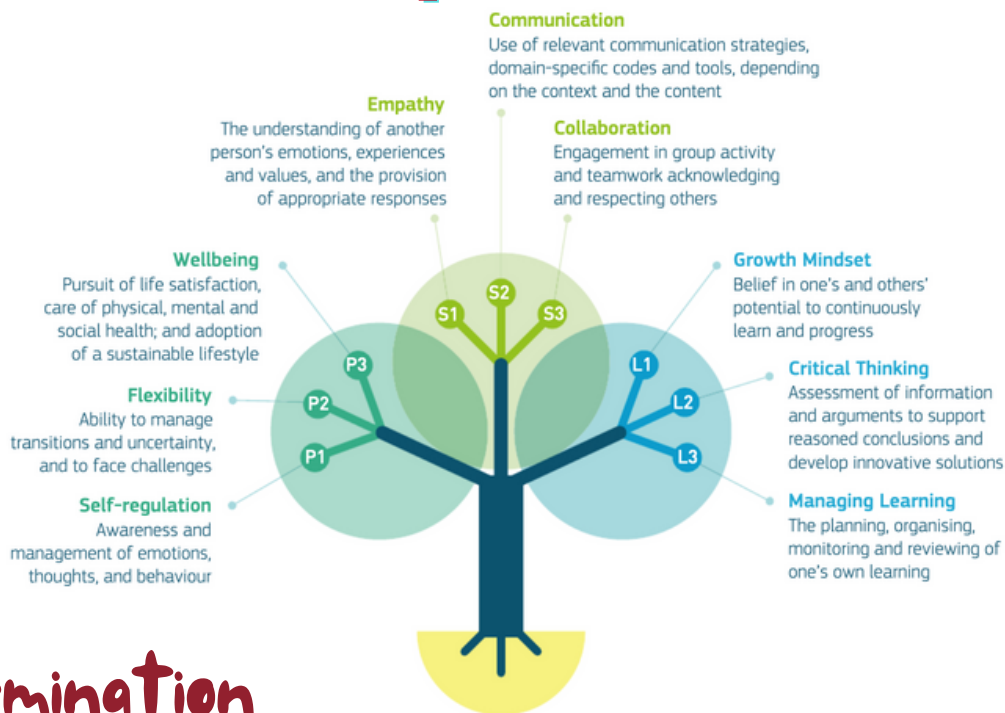 Communication
Use of relevant communication strategies,
domain-specific codes and tools, depending
on the context and the content
Empathy
The understanding of another
person's emotions, experiences
and values, and the provision
of appropriate responses
Collaboration
Engagement in group activity
and teamwork acknowledging
and respecting others
Wellbeing
Pursuit of life satisfaction,
care of physical, mental and
social health; and adoption
of a sustainable lifestyle
Flexibility
Ability to manage
transitions and uncertainty,
and to face challenges
Self-regulation
Awareness and
management of emotions,
thoughts, and behaviour
P3
P2
P1
S1
S2
S3
L1
L2
L3
Growth Mindset
Belief in one's and others'
potential to continuously
learn and progress
Critical Thinking
Assessment of information
and arguments to support
reasoned conclusions and
develop innovative solutions
Managing Learning
The planning, organising,
monitoring and reviewing of
one's own learning
mination